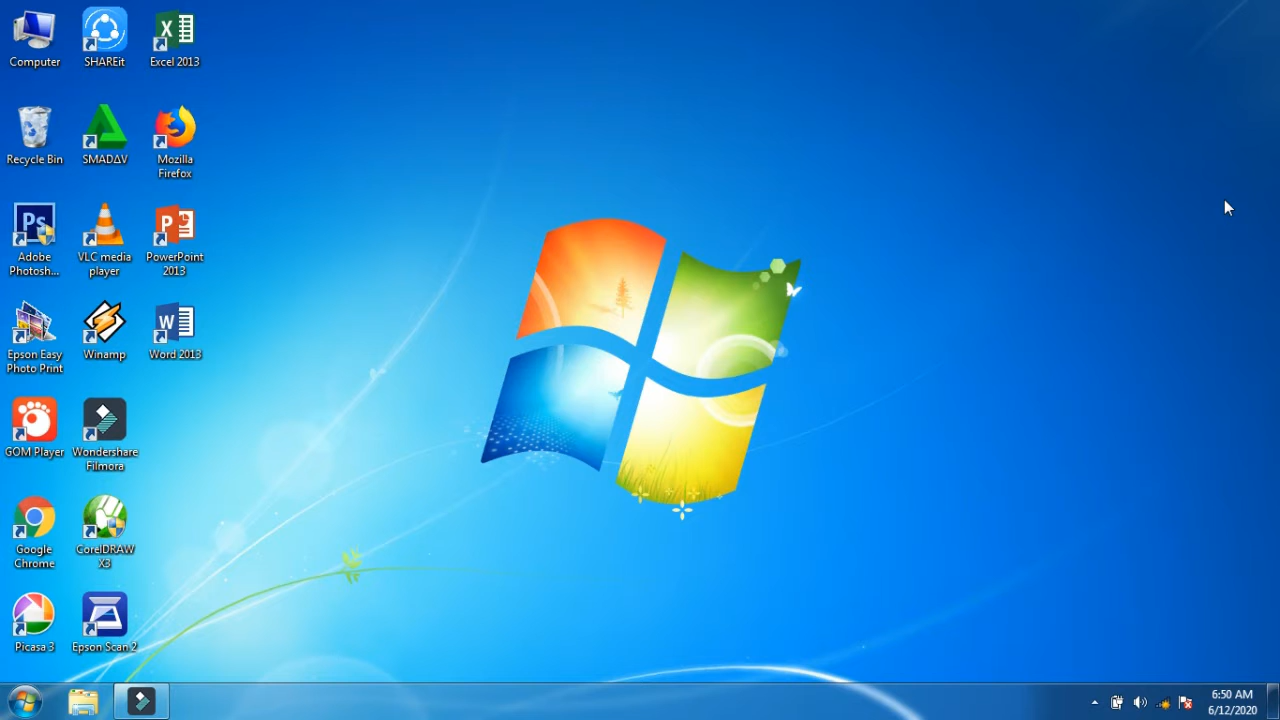 Computer
SHAREit
Excel 2013
Recycle Bin
SMADΔV
Mozilla
Firefox
Ps
Adobe
Photosh...
VLC media
player
PowerPoint
2013
Epson Easy
Photo Print
Winamp
Word 2013
GOM Player
Wondershare
Filmora
Google
Chrome
CorelDRAW
X3
Picasa 3
Epson Scan 2
6:50 AM
6/12/2020